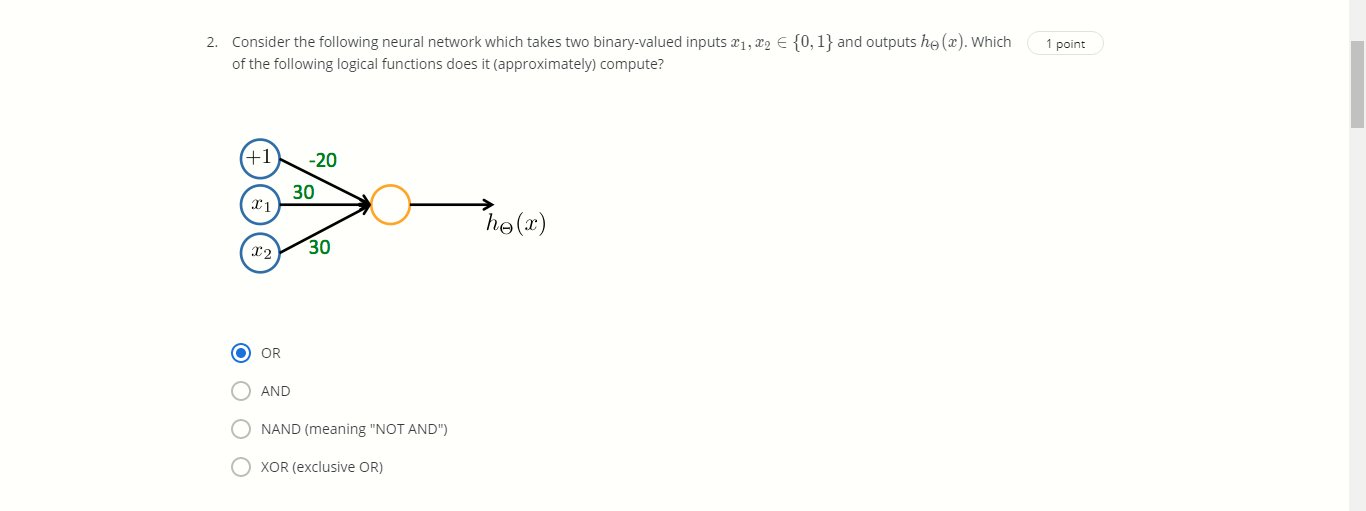 2. Consider the following neural network which takes two binary-valued inputs x₁, x₂ ∈ {0, 1} and outputs hΘ(x). Which
1 point
of the following logical functions does it (approximately) compute?
+1
-20
30
x₁
hΘ(x)
x₂
30
OR
AND
NAND (meaning "NOT AND")
XOR (exclusive OR)